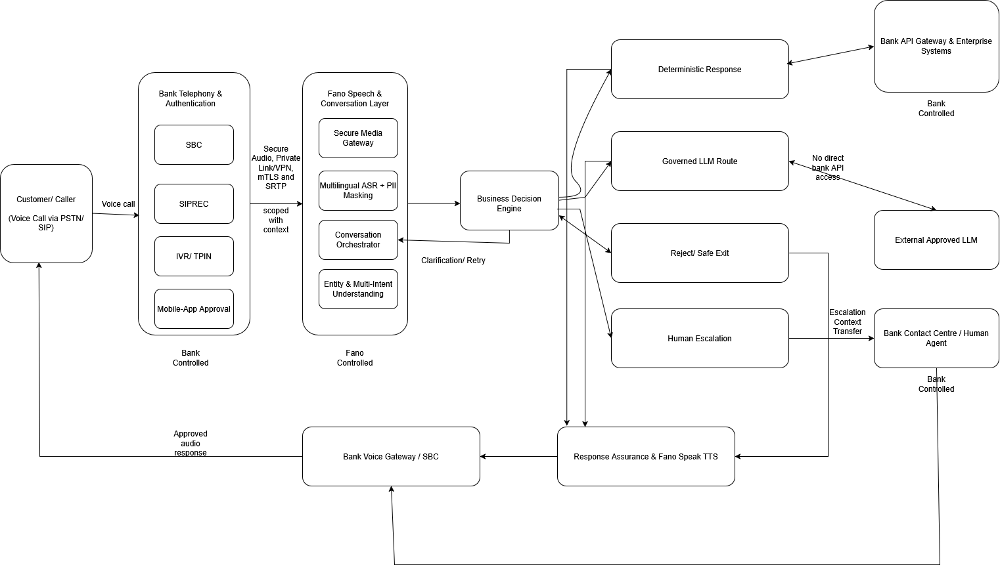 Customer/ Caller
(Voice Call via PSTN/
SIP)
Voice call
Bank Telephony &
Authentication
SBC
SIPREC
IVR/ TPIN
Mobile-App Approval
Bank
Controlled
Secure
Audio, Private
Link/VPN,
mTLS and
SRTP
scoped
with
context
Fano Speech &
Conversation Layer
Secure Media
Gateway
Multilingual ASR + PII
Masking
Conversation
Orchestrator
Entity & Multi-Intent
Understanding
Fano
Controlled
Business Decision
Engine
Clarification/ Retry
Deterministic Response
Governed LLM Route
Reject/ Safe Exit
Human Escalation
Bank API Gateway & Enterprise
Systems
Bank
Controlled
No direct
bank API
access
External Approved LLM
Escalation
Context
Transfer
Bank Contact Centre / Human
Agent
Bank
Controlled
Response Assurance & Fano Speak TTS
Bank Voice Gateway / SBC
Approved
audio
response